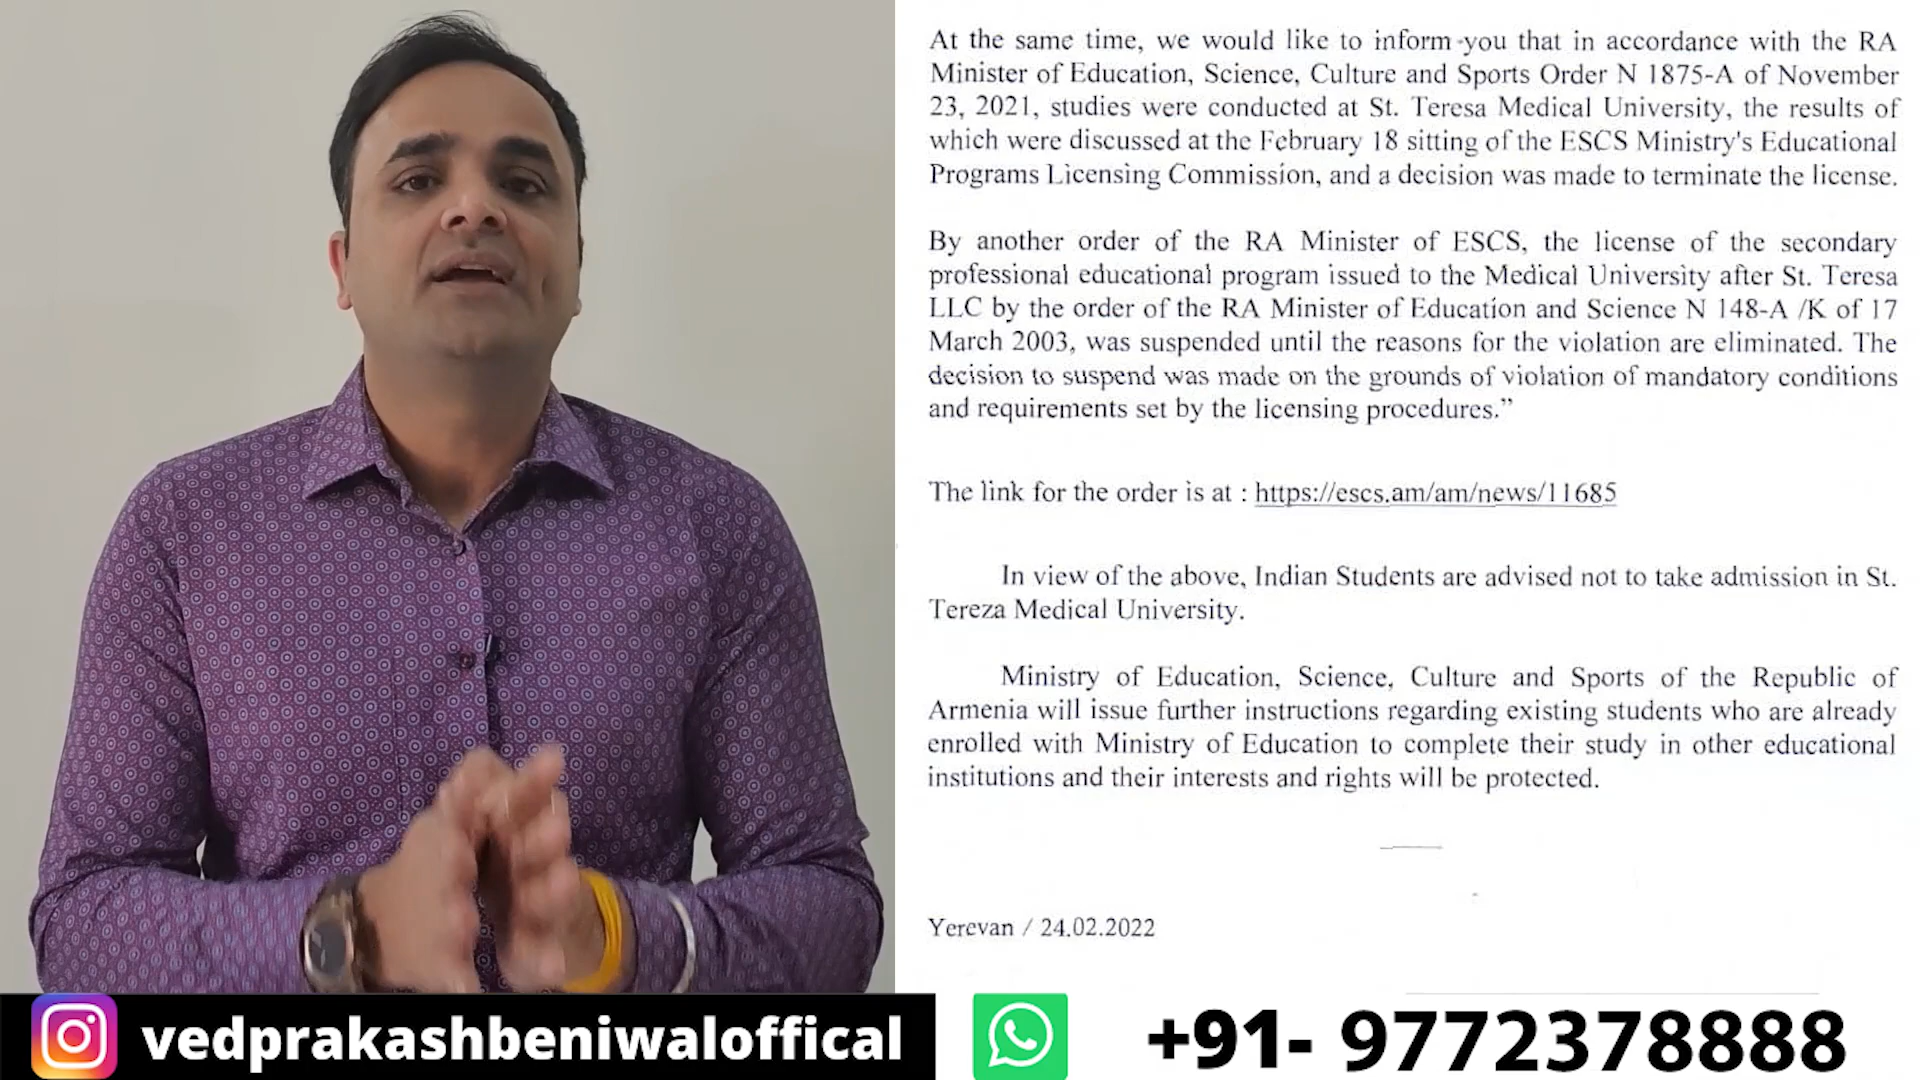 At the same time, we would like to inform you that in accordance with the RA
Minister of Education, Science, Culture and Sports Order N 1875-A of November
23, 2021, studies were conducted at St. Teresa Medical University, the results of
which were discussed at the February 18 sitting of the ESCS Ministry's Educational
Programs Licensing Commission, and a decision was made to terminate the license.
By another order of the RA Minister of ESCS, the license of the secondary
professional educational program issued to the Medical University after St. Teresa
LLC by the order of the RA Minister of Education and Science N 148-A /K of 17
March 2003, was suspended until the reasons for the violation are eliminated. The
decision to suspend was made on the grounds of violation of mandatory conditions
and requirements set by the licensing procedures.”
The link for the order is at : https://escs.am/am/news/11685
In view of the above, Indian Students are advised not to take admission in St.
Tereza Medical University.
Ministry of Education, Science, Culture and Sports of the Republic of
Armenia will issue further instructions regarding existing students who are already
enrolled with Ministry of Education to complete their study in other educational
institutions and their interests and rights will be protected.
Yerevan / 24.02.2022
vedprakashbeniwaloffical
+91- 9772378888